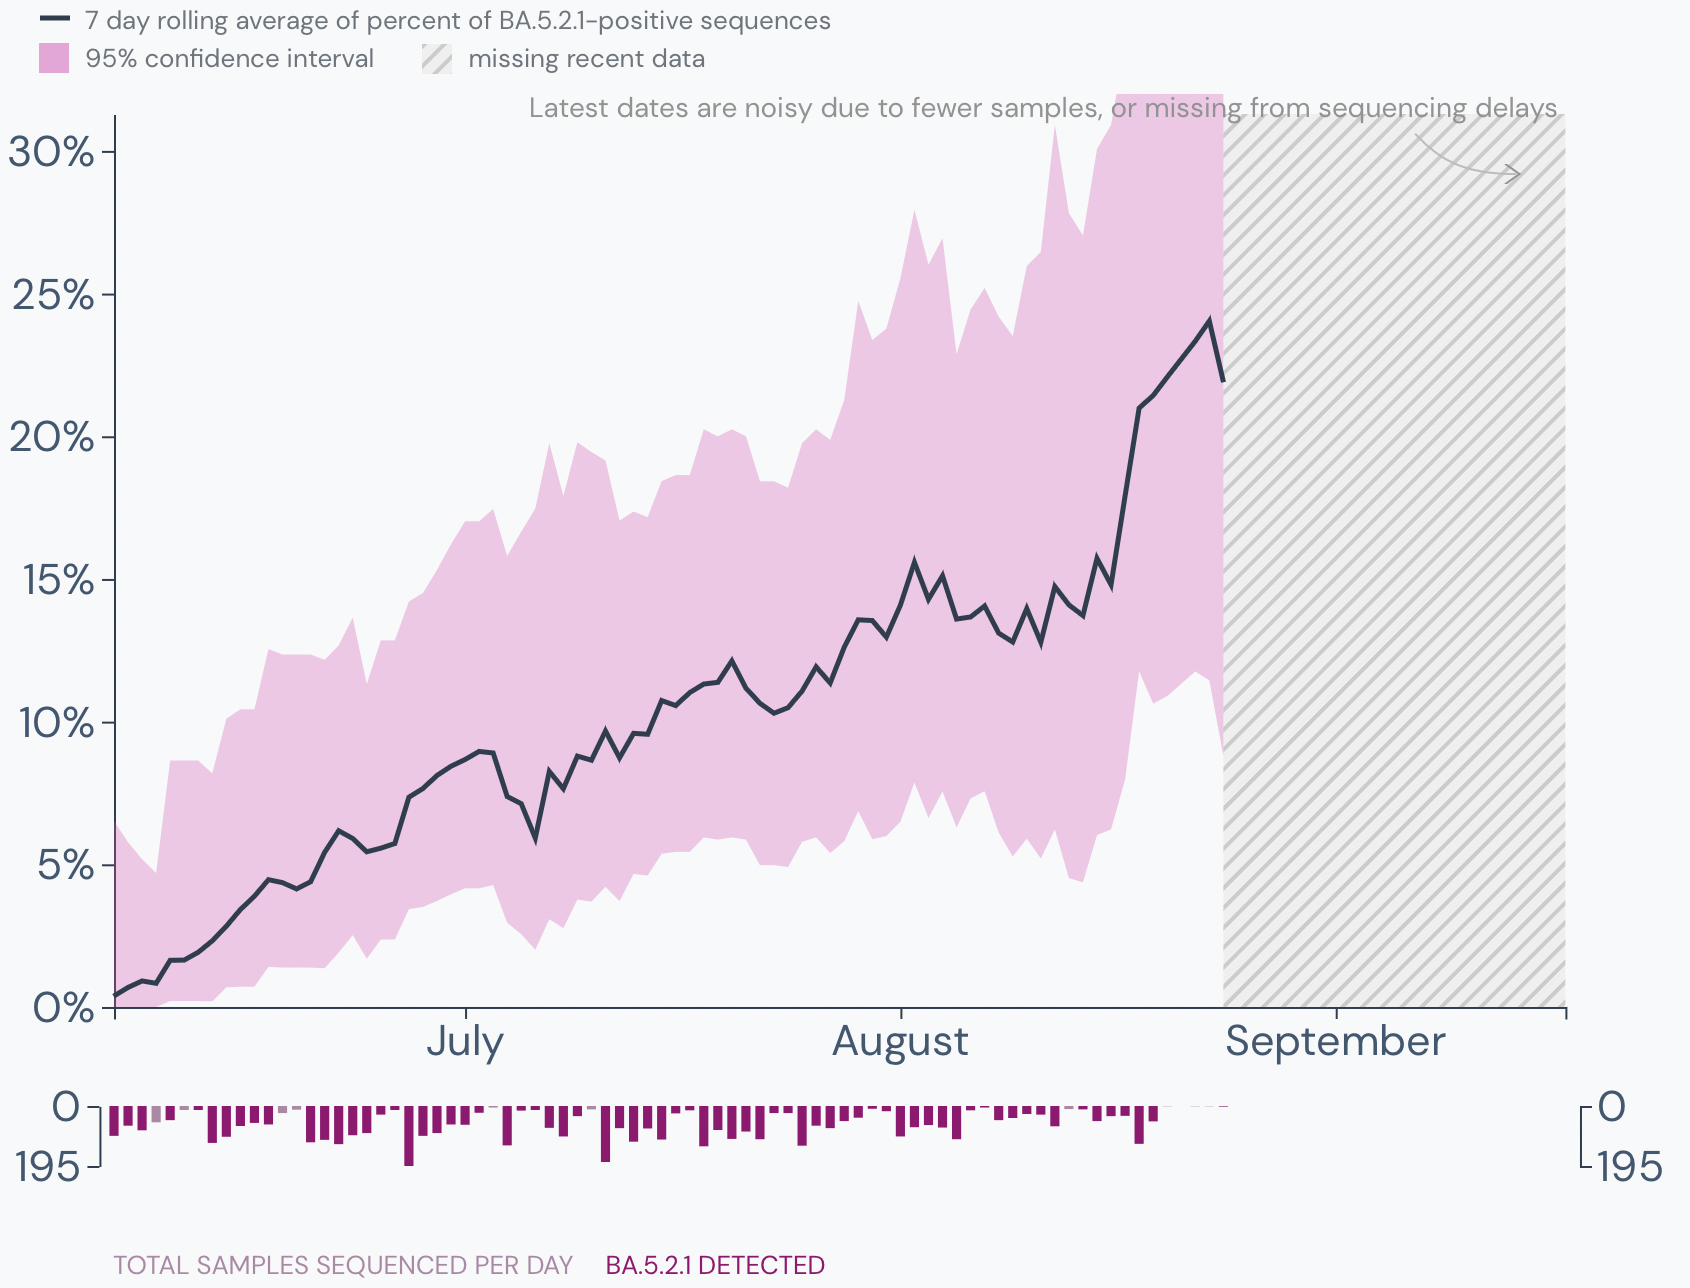 7 day rolling average of percent of BA.5.2.1-positive sequences
95% confidence interval missing recent data
Latest dates are noisy due to fewer samples, or missing from sequencing delays
30%
25%
20%
15%
10%
5%
0%
July August September
0 0
195 195
TOTAL SAMPLES SEQUENCED PER DAY BA.5.2.1 DETECTED